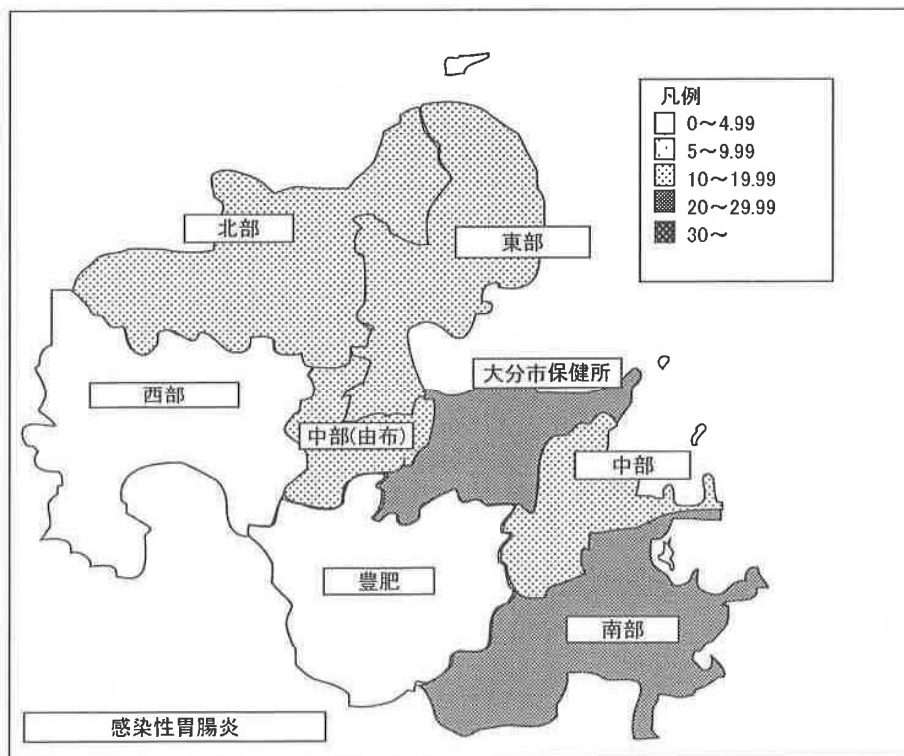 凡例
0～4.99
5～9.99
10～19.99
20～29.99
30～
北部
東部
大分市保健所
西部
中部(由布)
中部
豊肥
南部
感染性胃腸炎